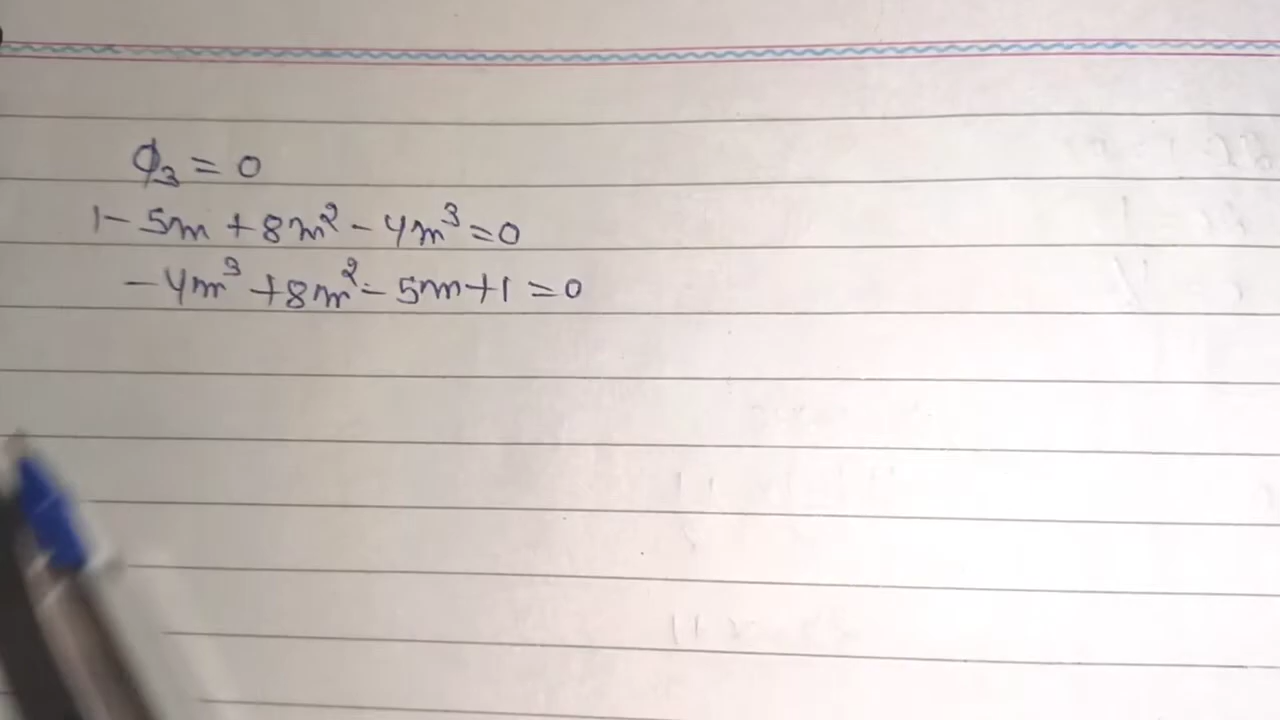 ϕ₃ = 0
1 - 5m + 8m² - 4m³ = 0
- 4m³ + 8m² - 5m + 1 = 0